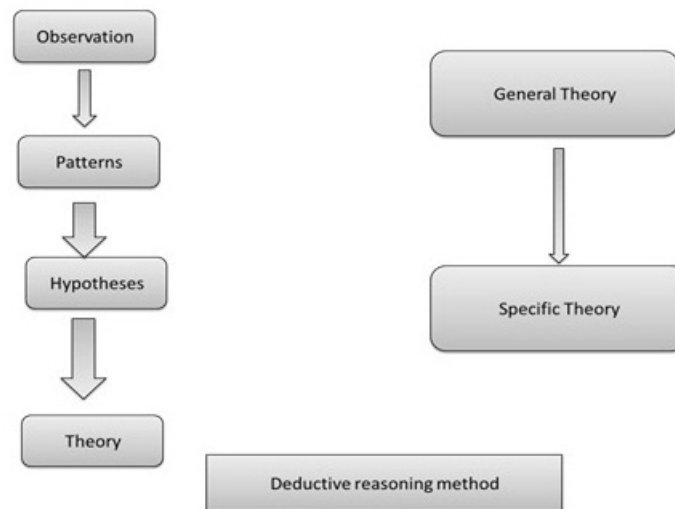 Observation
Patterns
Hypotheses
Theory
General Theory
Specific Theory
Deductive reasoning method